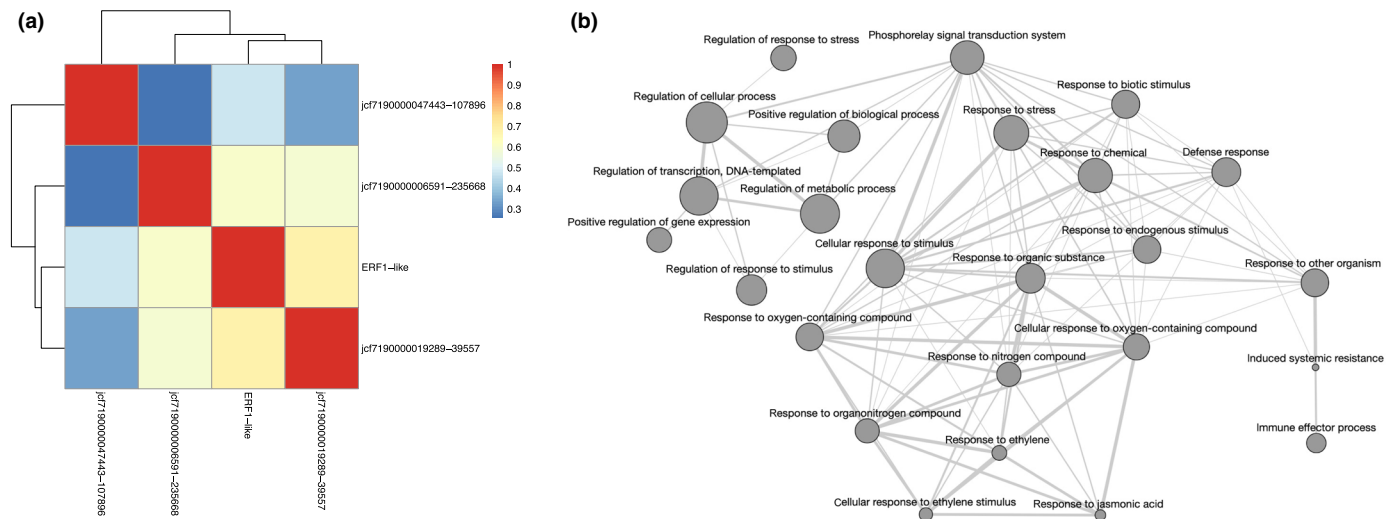 (a)
1
0.9
0.8
0.7
0.6
0.5
0.4
0.3
jcf7190000047443–107896
jcf7190000006591–235668
ERF1–like
jcf7190000019289–39557
jcf7190000047443–107896
jcf7190000006591–235668
ERF1–like
jcf7190000019289–39557
(b)
Regulation of response to stress
Phosphorelay signal transduction system
Response to biotic stimulus
Regulation of cellular process
Positive regulation of biological process
Response to stress
Response to chemical
Defense response
Regulation of transcription, DNA-templated
Regulation of metabolic process
Positive regulation of gene expression
Response to endogenous stimulus
Cellular response to stimulus
Response to organic substance
Response to other organism
Regulation of response to stimulus
Response to oxygen-containing compound
Cellular response to oxygen-containing compound
Response to nitrogen compound
Induced systemic resistance
Response to organonitrogen compound
Response to ethylene
Immune effector process
Cellular response to ethylene stimulus
Response to jasmonic acid